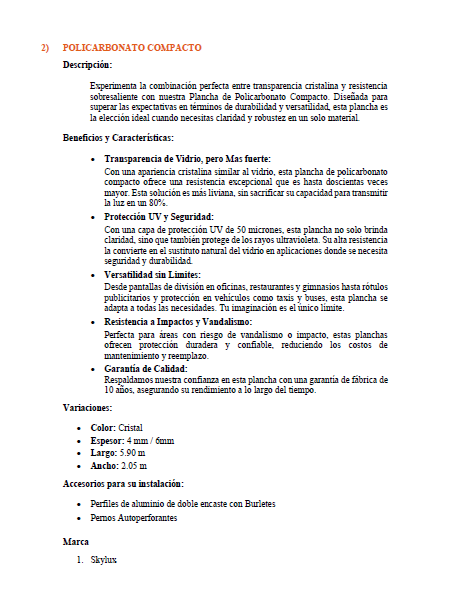 2) POLICARBONATO COMPACTO
Descripción:
Experimenta la combinación perfecta entre transparencia cristalina y resistencia
sobresaliente con nuestra Plancha de Policarbonato Compacto. Diseñada para
superar las expectativas en términos de durabilidad y versatilidad, esta plancha es
la elección ideal cuando necesitas claridad y robustez en un solo material.
Beneficios y Características:
• Transparencia de Vidrio, pero Mas fuerte:
Con una apariencia cristalina similar al vidrio, esta plancha de policarbonato
compacto ofrece una resistencia excepcional que es hasta doscientas veces
mayor. Esta solución es más liviana, sin sacrificar su capacidad para transmitir
la luz en un 80%.
• Protección UV y Seguridad:
Con una capa de protección UV de 50 micrones, esta plancha no solo brinda
claridad, sino que también protege de los rayos ultravioleta. Su alta resistencia
la convierte en el sustituto natural del vidrio en aplicaciones donde se necesita
seguridad y durabilidad.
• Versatilidad sin Limites:
Desde pantallas de división en oficinas, restaurantes y gimnasios hasta rótulos
publicitarios y protección en vehículos como taxis y buses, esta plancha se
adapta a todas las necesidades. Tu imaginación es el único límite.
• Resistencia a Impactos y Vandalismo:
Perfecta para áreas con riesgo de vandalismo o impacto, estas planchas
ofrecen protección duradera y confiable, reduciendo los costos de
mantenimiento y reemplazo.
• Garantía de Calidad:
Respaldamos nuestra confianza en esta plancha con una garantía de fábrica de
10 años, asegurando su rendimiento a lo largo del tiempo.
Variaciones:
• Color: Cristal
• Espesor: 4 mm / 6mm
• Largo: 5.90 m
• Ancho: 2.05 m
Accesorios para su instalación:
• Perfiles de aluminio de doble encaste con Burletes
• Pernos Autoperforantes
Marca
1. Skylux